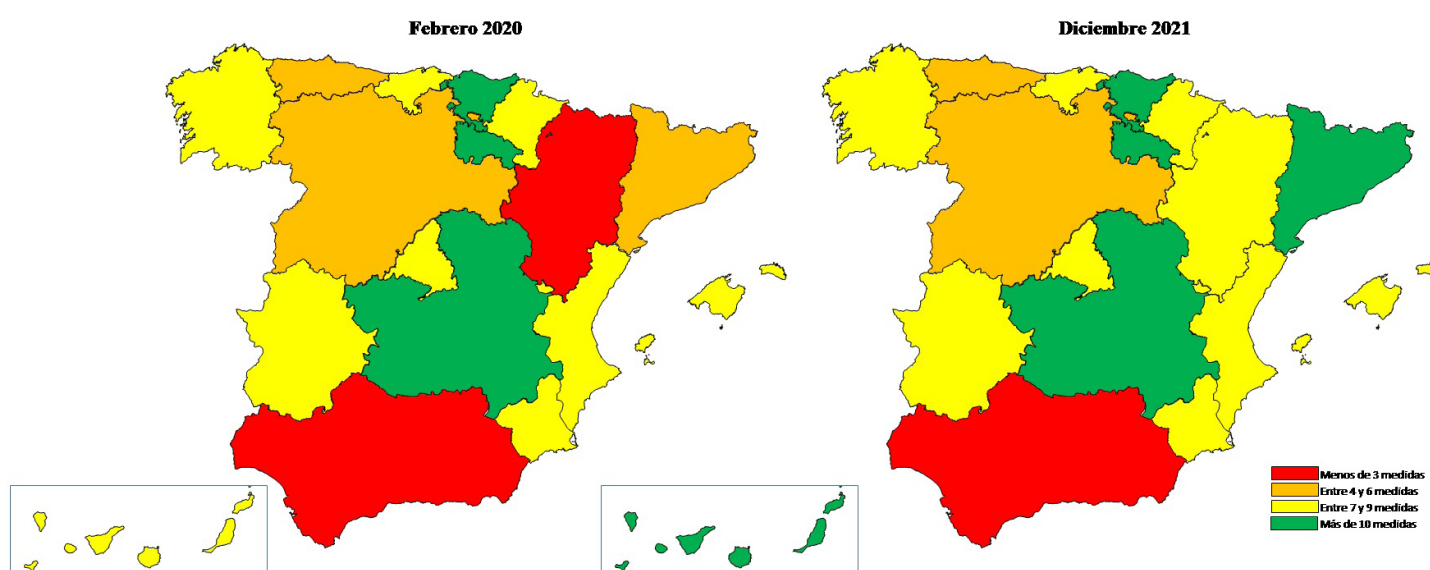 Febrero 2020
Diciembre 2021
Menos de 3 medidas
Entre 4 y 6 medidas
Entre 7 y 9 medidas
Más de 10 medidas